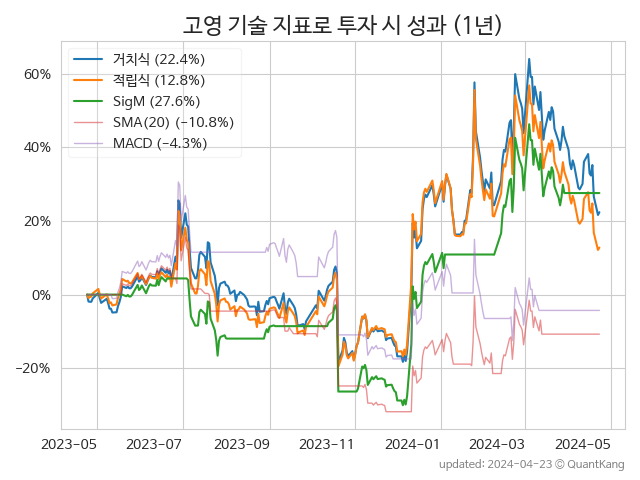 고영 기술 지표로 투자 시 성과 (1년)
거치식 (22.4%)
적립식 (12.8%)
SigM (27.6%)
SMA(20) (−10.8%)
MACD (−4.3%)
60%
40%
20%
0%
−20%
2023-05 2023-07 2023-09 2023-11 2024-01 2024-03 2024-05
updated: 2024-04-23 © QuantKang